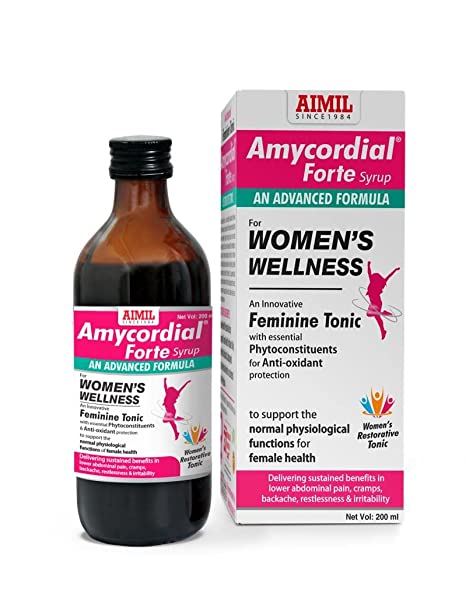 AIMIL
SINCE1984
Amycordial®
Forte Syrup
AN ADVANCED FORMULA
For
WOMEN'S
WELLNESS
An Innovative
Feminine Tonic
with essential
Phytoconstituents
for Anti-oxidant
protection
to support the
normal physiological
functions for
female health
Women's
Restorative
Tonic
Delivering sustained benefits in
lower abdominal pain, cramps,
backache, restlessness & irritability
Net Vol: 200 ml
AIMIL
SINCE1984
Net Vol: 200 ml
Amycordial®
Forte Syrup
AN ADVANCED FORMULA
For
WOMEN'S
WELLNESS
An Innovative
Feminine Tonic
with essential Phytoconstituents
& Anti-oxidant protection
to support the
normal physiological
functions of female health
Women's
Restorative
Tonic
Delivering sustained benefits in
lower abdominal pain, cramps,
backache, restlessness & irritability